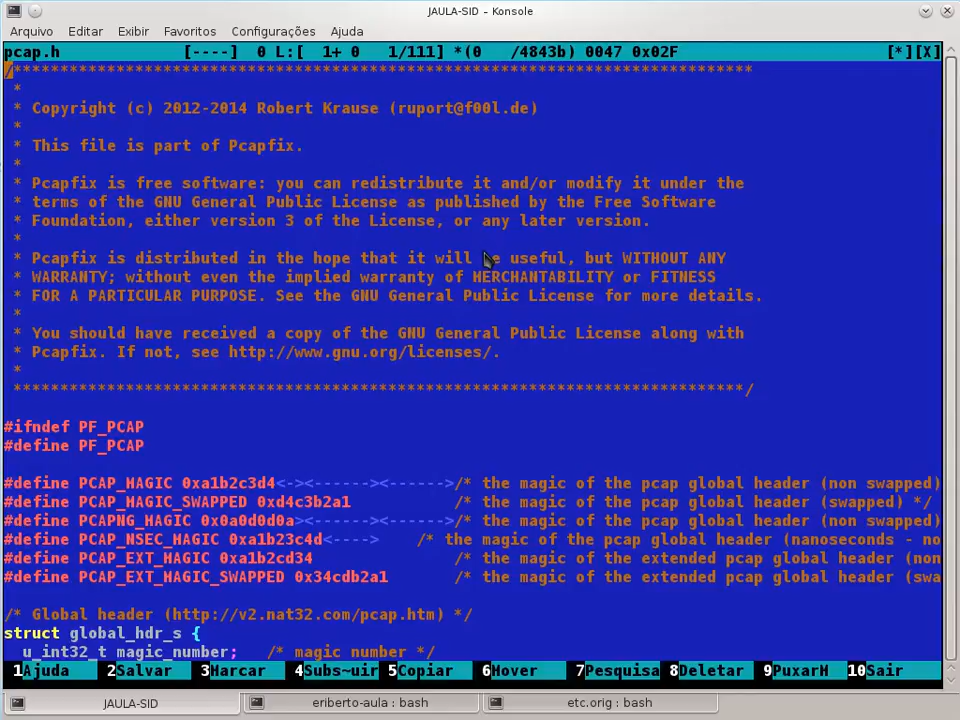 JAULA-SID - Konsole
Arquivo Editar Exibir Favoritos Configurações Ajuda
pcap.h [----] 0 L:[ 1+ 0 1/111] *(0 /4843b) 0047 0x02F [*][X]
/*******************************************************************************
*
* Copyright (c) 2012-2014 Robert Krause (ruport@f00l.de)
*
* This file is part of Pcapfix.
*
* Pcapfix is free software: you can redistribute it and/or modify it under the
* terms of the GNU General Public License as published by the Free Software
* Foundation, either version 3 of the License, or any later version.
*
* Pcapfix is distributed in the hope that it will be useful, but WITHOUT ANY
* WARRANTY; without even the implied warranty of MERCHANTABILITY or FITNESS
* FOR A PARTICULAR PURPOSE. See the GNU General Public License for more details.
*
* You should have received a copy of the GNU General Public License along with
* Pcapfix. If not, see http://www.gnu.org/licenses/.
*
******************************************************************************/
#ifndef PF_PCAP
#define PF_PCAP
#define PCAP_MAGIC 0xa1b2c3d4<-><------><------>/* the magic of the pcap global header (non swapped)
#define PCAP_MAGIC_SWAPPED 0xd4c3b2a1 /* the magic of the pcap global header (swapped) */
#define PCAPNG_MAGIC 0x0a0d0d0a><------><------>/* the magic of the pcap global header (non swapped)
#define PCAP_NSEC_MAGIC 0xa1b23c4d<----> /* the magic of the pcap global header (nanoseconds - no
#define PCAP_EXT_MAGIC 0xa1b2cd34 /* the magic of the extended pcap global header (non
#define PCAP_EXT_MAGIC_SWAPPED 0x34cdb2a1 /* the magic of the extended pcap global header (swa
/* Global header (http://v2.nat32.com/pcap.htm) */
struct global_hdr_s {
u_int32_t magic_number; /* magic number */
1Ajuda 2Salvar 3Marcar 4Subs~uir 5Copiar 6Mover 7Pesquisa 8Deletar 9PuxarM 10Sair
JAULA-SID eriberto-aula : bash etc.orig : bash